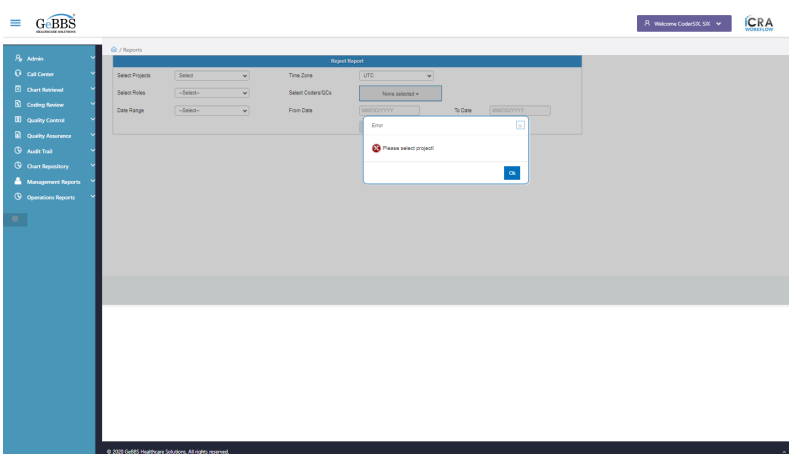 GeBBS
HEALTHCARE SOLUTIONS
Welcome CoderSIX, SIX
iCRA
WORKFLOW
/ Reports
Admin
Call Center
Chart Retrieval
Coding Review
Quality Control
Quality Assurance
Audit Trail
Chart Repository
Management Reports
Operations Reports
Reject Report
Select Projects Select Time Zone UTC
Select Roles --Select-- Select Coders/QCs None selected
Date Range --Select-- From Date MM/DD/YYYY To Date MM/DD/YYYY
Error x
Please select project!
Ok
© 2020 GeBBS Healthcare Solutions. All rights reserved.